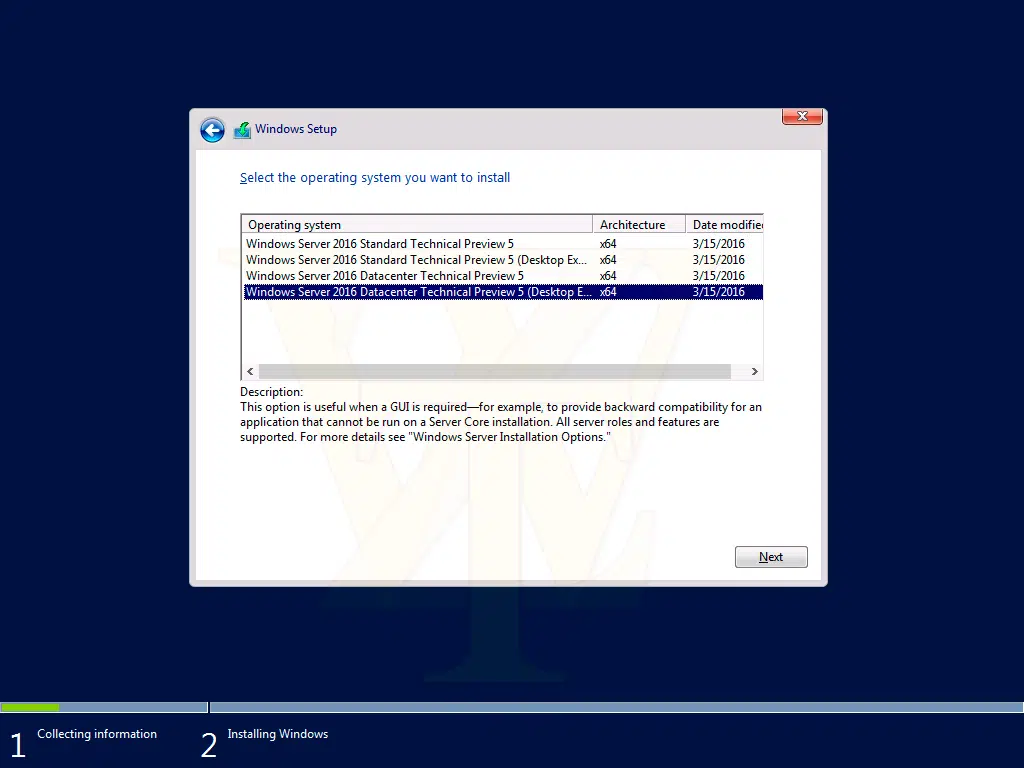 Windows Setup
Select the operating system you want to install
Operating system Architecture Date modifie
Windows Server 2016 Standard Technical Preview 5 x64 3/15/2016
Windows Server 2016 Standard Technical Preview 5 (Desktop Ex... x64 3/15/2016
Windows Server 2016 Datacenter Technical Preview 5 x64 3/15/2016
Windows Server 2016 Datacenter Technical Preview 5 (Desktop E... x64 3/15/2016
Description:
This option is useful when a GUI is required—for example, to provide backward compatibility for an
application that cannot be run on a Server Core installation. All server roles and features are
supported. For more details see "Windows Server Installation Options."
Next
1 Collecting information 2 Installing Windows